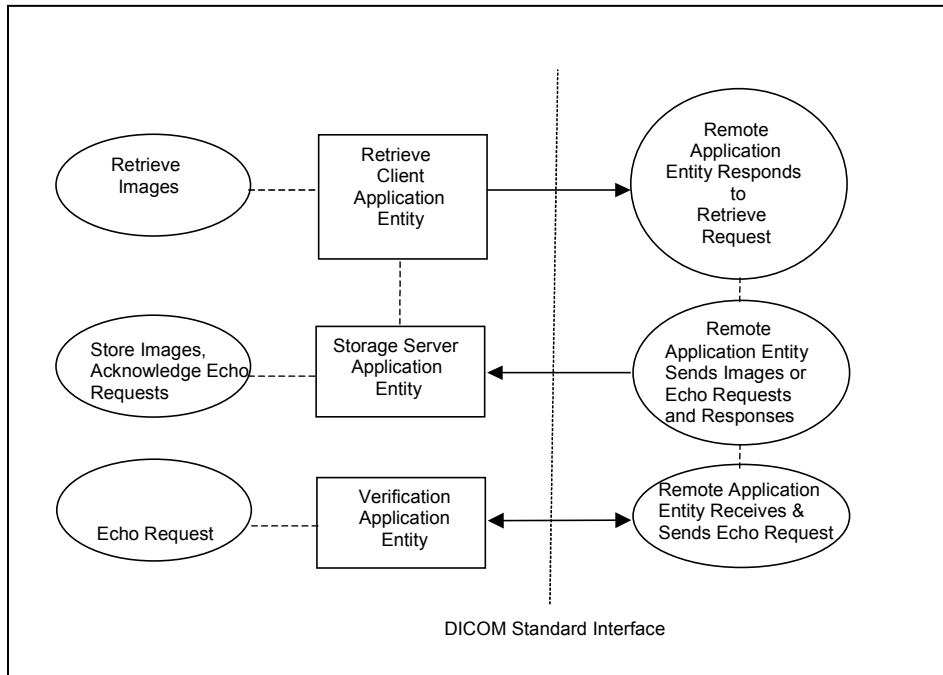 Retrieve
Images
Retrieve
Client
Application
Entity
Remote
Application
Entity Responds
to
Retrieve
Request
Store Images,
Acknowledge Echo
Requests
Storage Server
Application
Entity
Remote
Application Entity
Sends Images or
Echo Requests
and Responses
Echo Request
Verification
Application
Entity
Remote Application
Entity Receives &
Sends Echo Request
DICOM Standard Interface